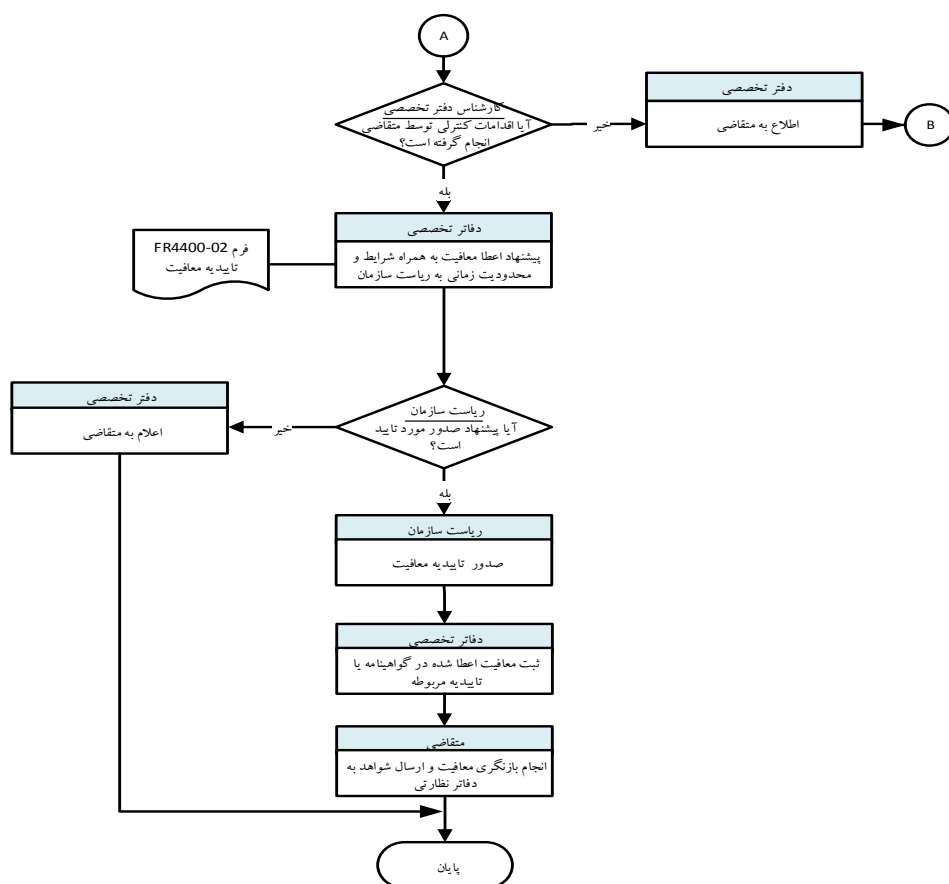 A
کارشناس دفتر تخصصی
آیا اقدامات کنترلی توسط متقاضی
انجام گرفته است؟
خیر
دفتر تخصصی
اطلاع به متقاضی
B
بله
دفاتر تخصصی
پیشنهاد اعطا معافیت به همراه شرایط و
محدودیت زمانی به ریاست سازمان
فرم FR4400-02
تاییدیه معافیت
ریاست سازمان
آیا پیشنهاد صدور مورد تایید
است؟
خیر
دفتر تخصصی
اعلام به متقاضی
بله
ریاست سازمان
صدور تاییدیه معافیت
دفاتر تخصصی
ثبت معافیت اعطا شده در گواهینامه یا
تاییدیه مربوطه
متقاضی
انجام بازنگری معافیت و ارسال شواهد به
دفاتر نظارتی
پایان